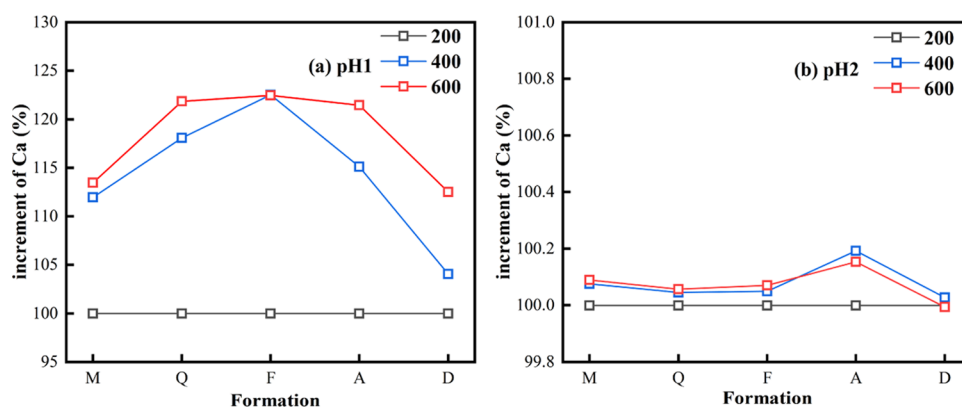 increment of Ca (%)
130
125
120
115
110
105
100
95
(a) pH1
200
400
600
M Q F A D
Formation
increment of Ca (%)
101.0
100.8
100.6
100.4
100.2
100.0
99.8
(b) pH2
200
400
600
M Q F A D
Formation